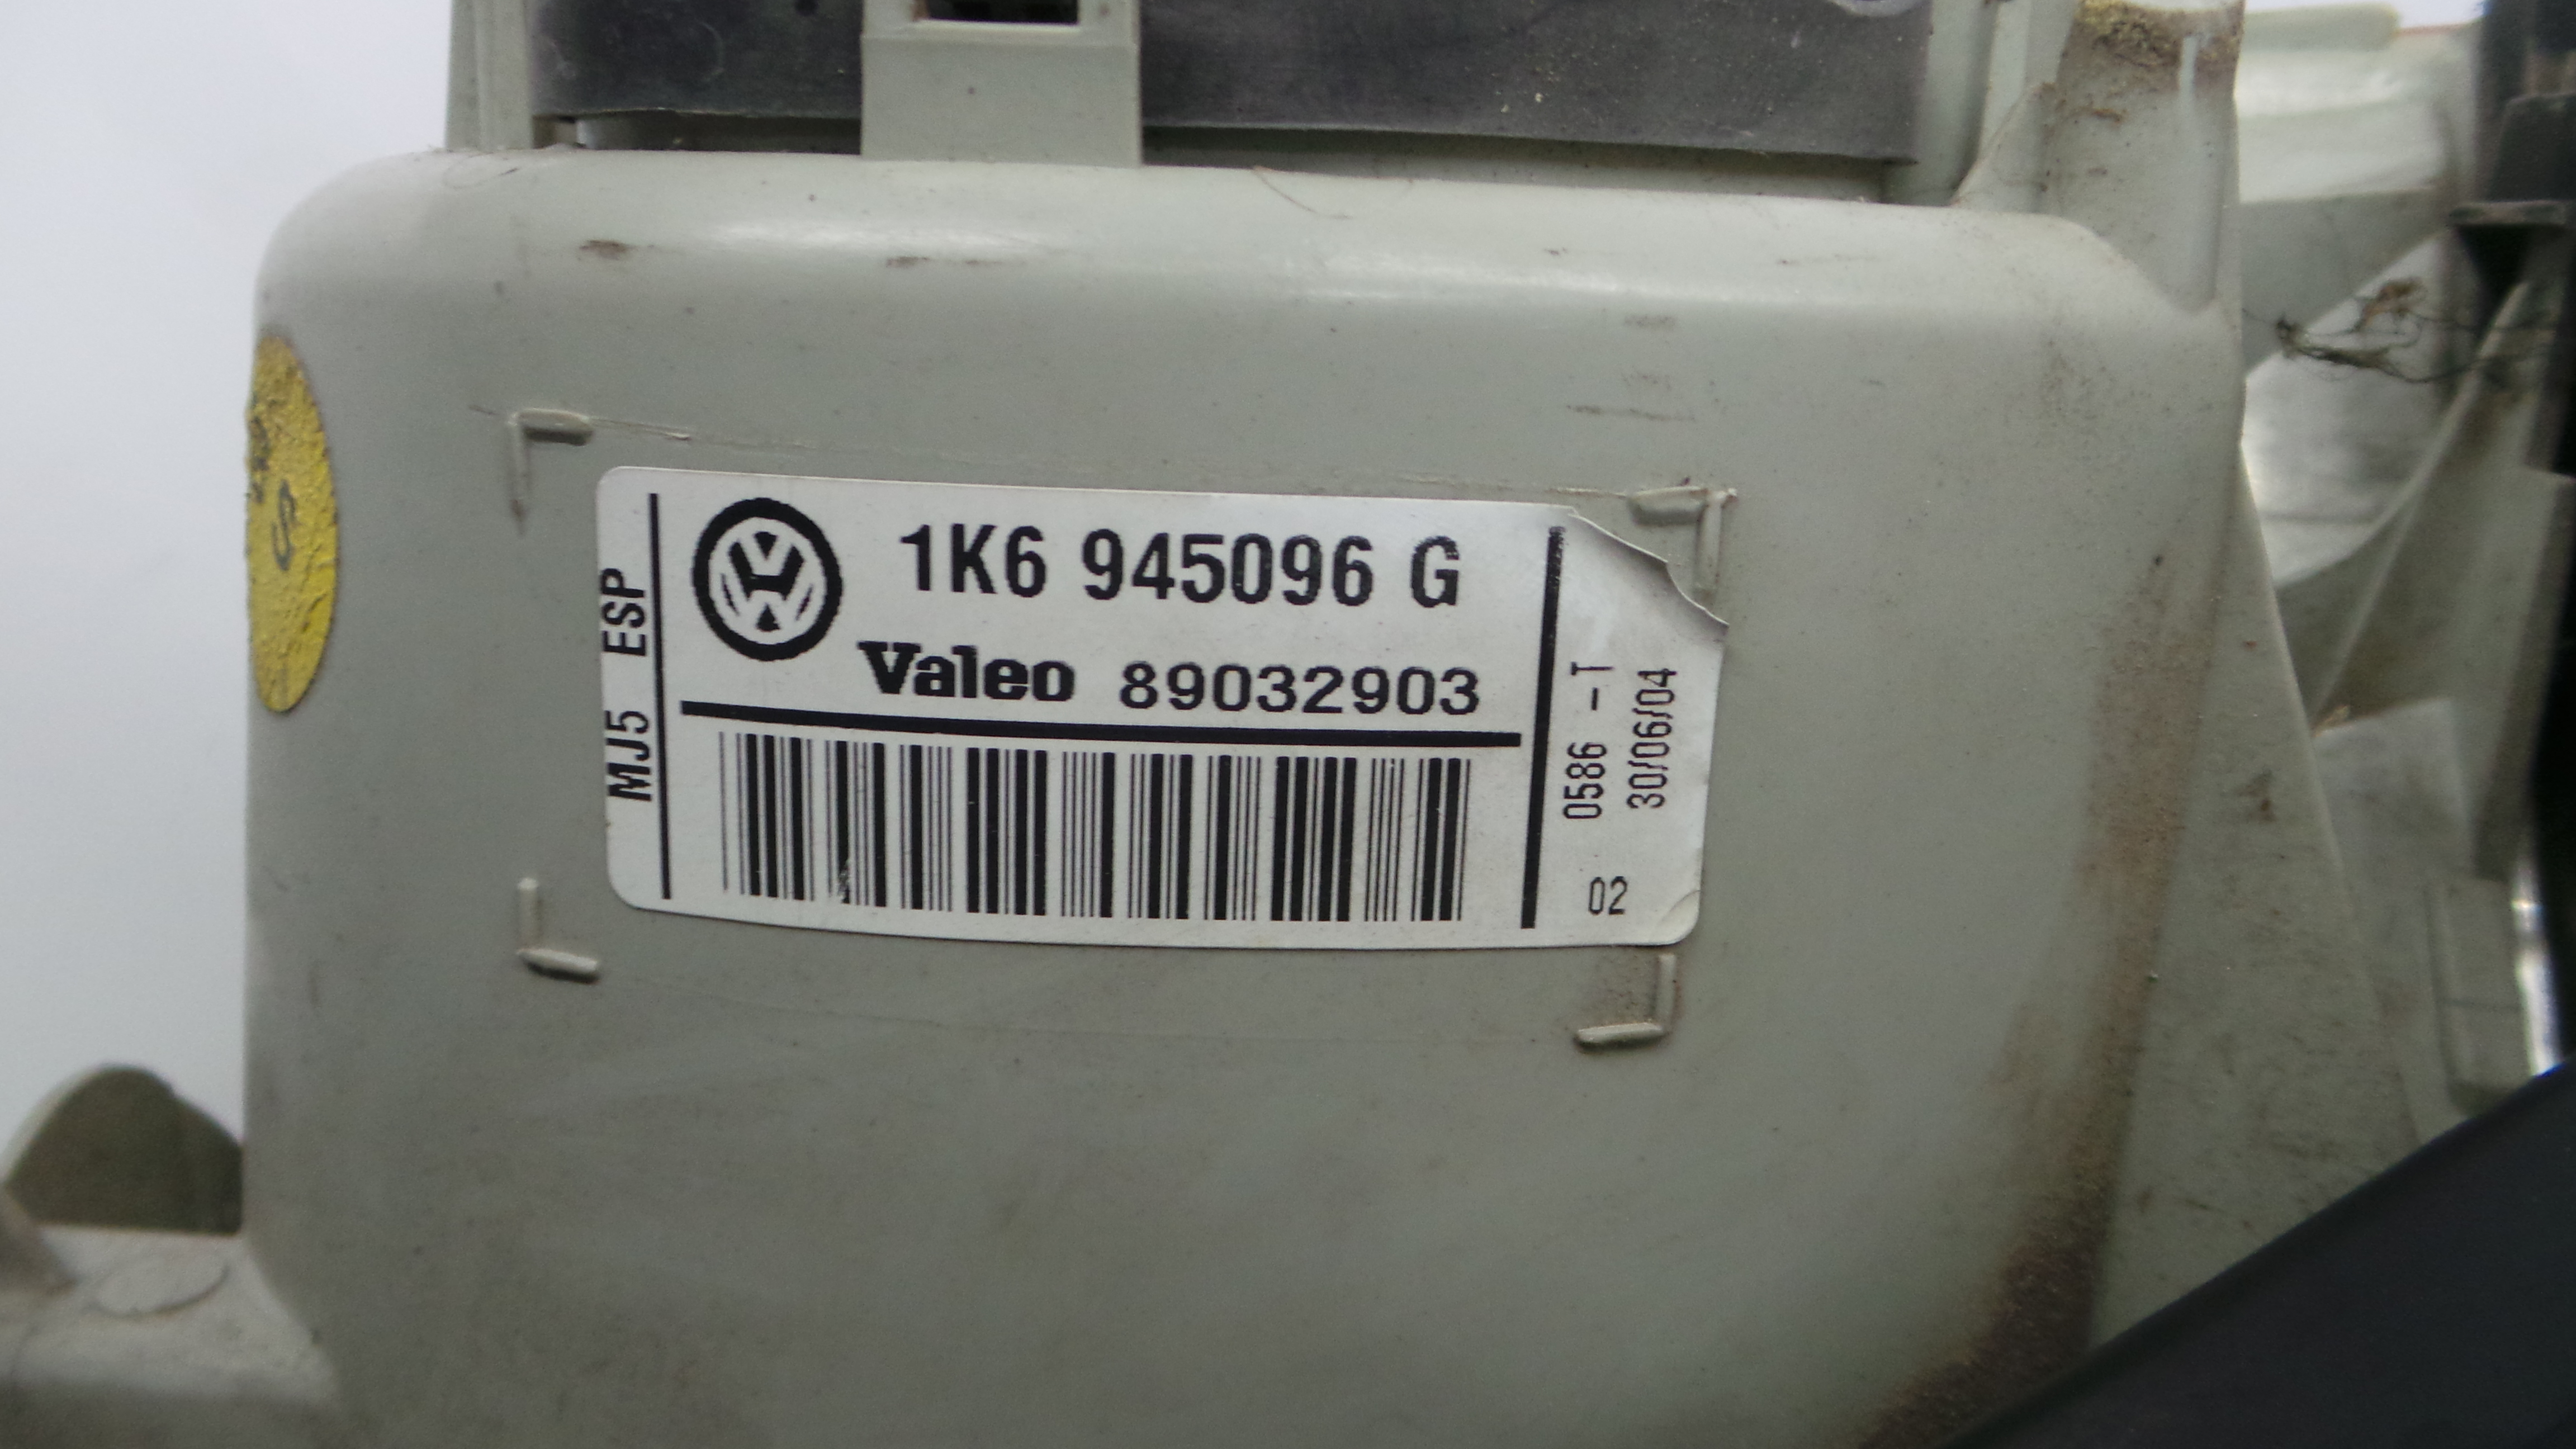 1K6 945096 G
Valeo 89032903
MJ5 ESP
0586 -T
30/06/04
02